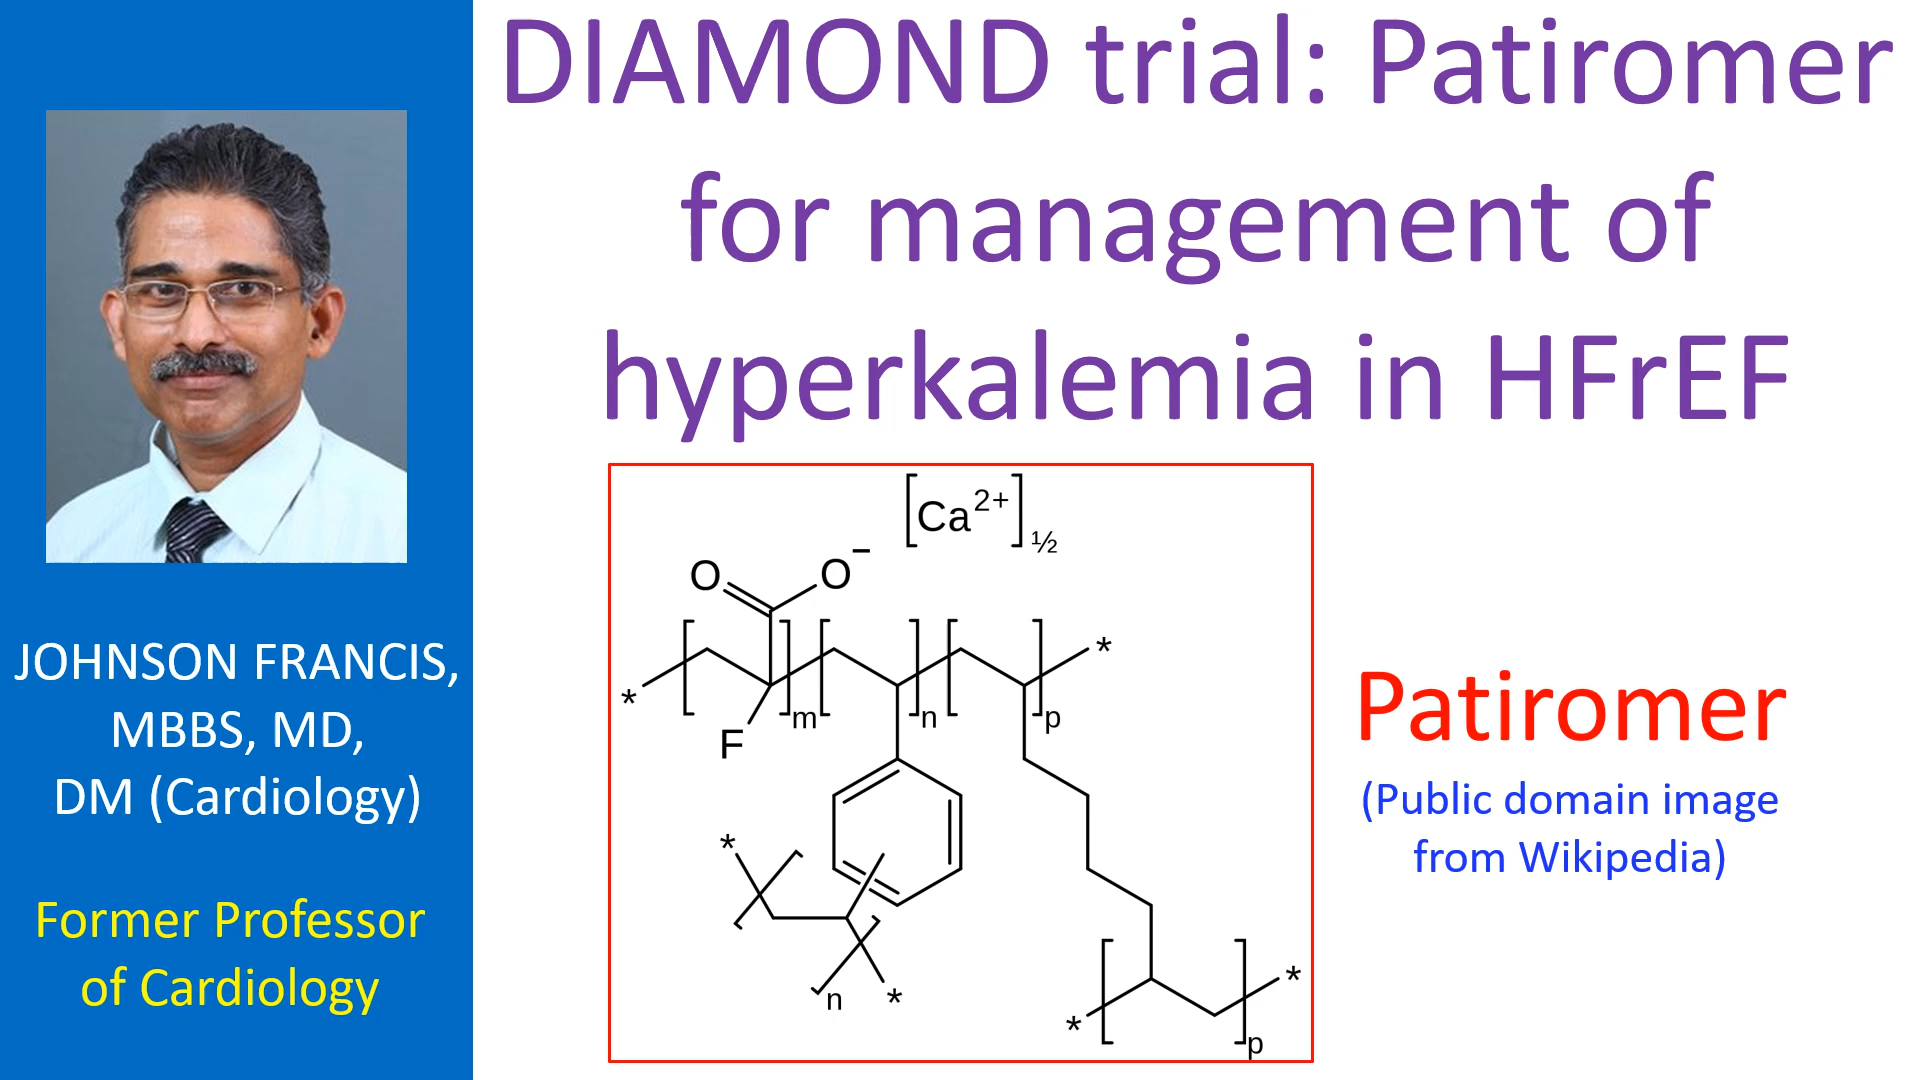 DIAMOND trial: Patiromer
for management of
hyperkalemia in HFrEF
JOHNSON FRANCIS,
MBBS, MD,
DM (Cardiology)
Former Professor
of Cardiology
[Ca2+]½
O
O−
*
*
m
n
p
F
*
n
*
*
*
p
Patiromer
(Public domain image
from Wikipedia)